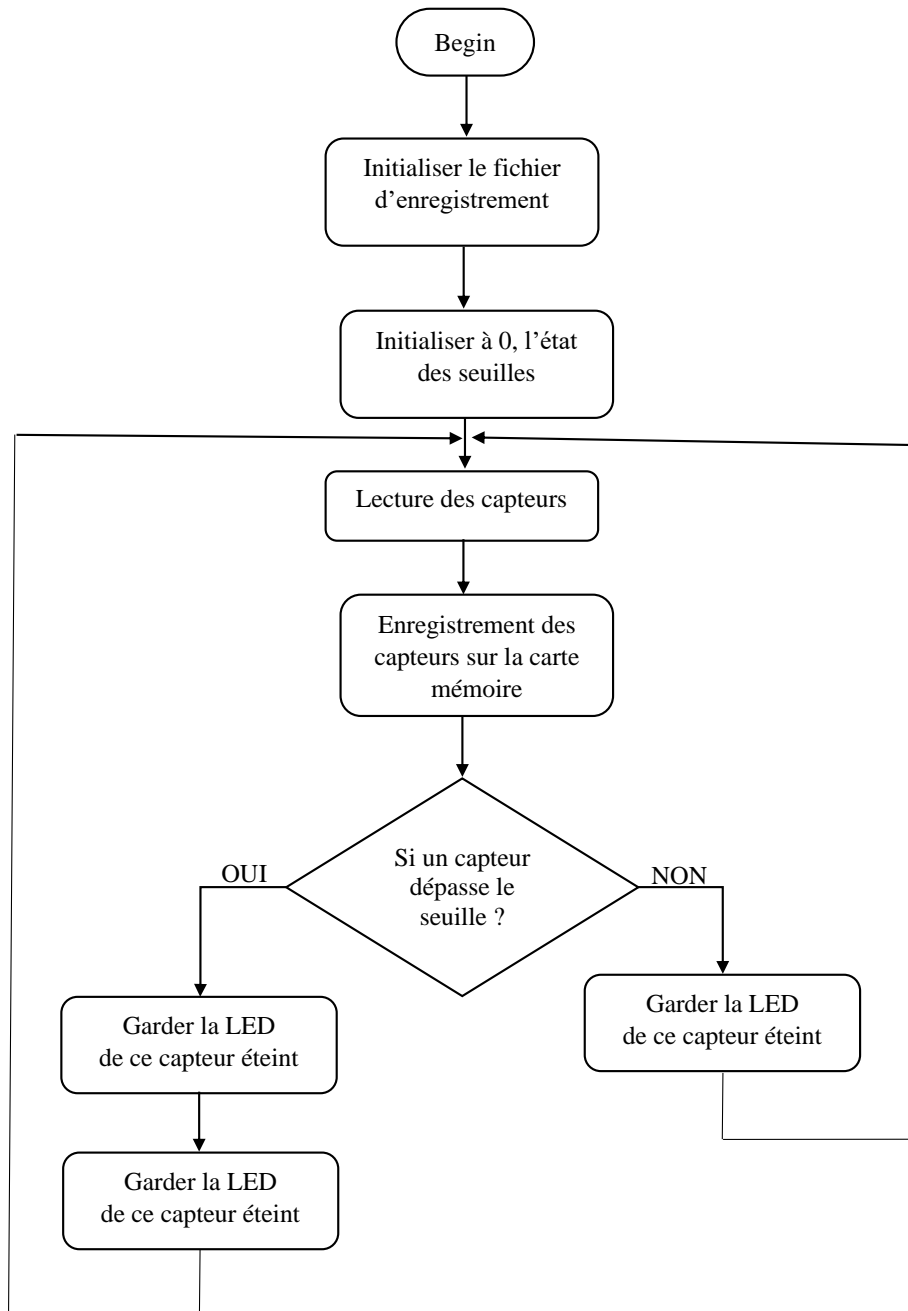 Begin
Initialiser le fichier
d’enregistrement
Initialiser à 0, l’état
des seuilles
Lecture des capteurs
Enregistrement des
capteurs sur la carte
mémoire
Si un capteur
dépasse le
seuille ?
OUI
NON
Garder la LED
de ce capteur éteint
Garder la LED
de ce capteur éteint
Garder la LED
de ce capteur éteint